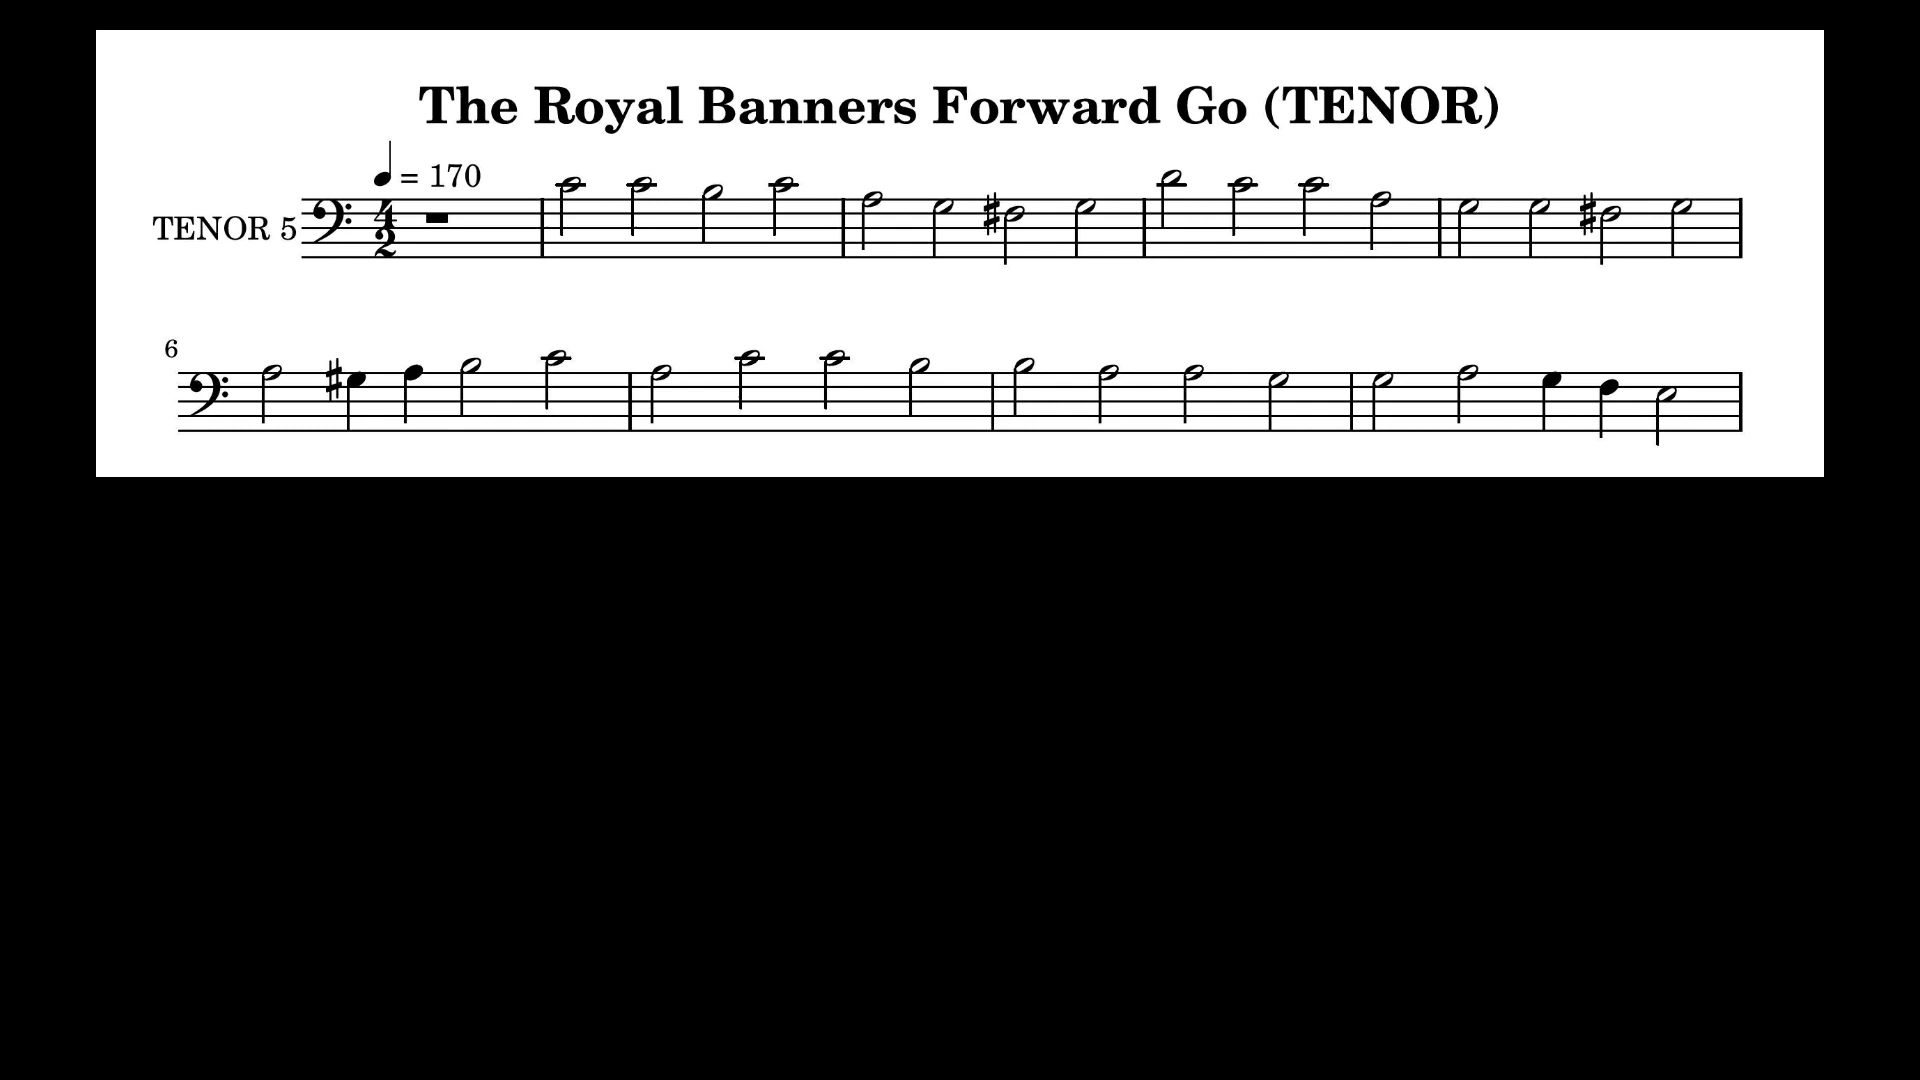 The Royal Banners Forward Go (TENOR)
= 170
TENOR 5
4
2
6